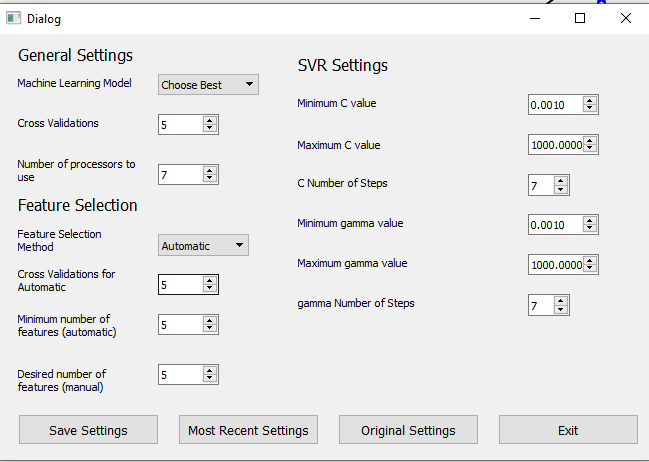 Dialog
General Settings
Machine Learning Model
Choose Best
Cross Validations
5
Number of processors to
use
7
Feature Selection
Feature Selection
Method
Automatic
Cross Validations for
Automatic
5
Minimum number of
features (automatic)
5
Desired number of
features (manual)
5
SVR Settings
Minimum C value
0.0010
Maximum C value
1000.0000
C Number of Steps
7
Minimum gamma value
0.0010
Maximum gamma value
1000.0000
gamma Number of Steps
7
Save Settings
Most Recent Settings
Original Settings
Exit